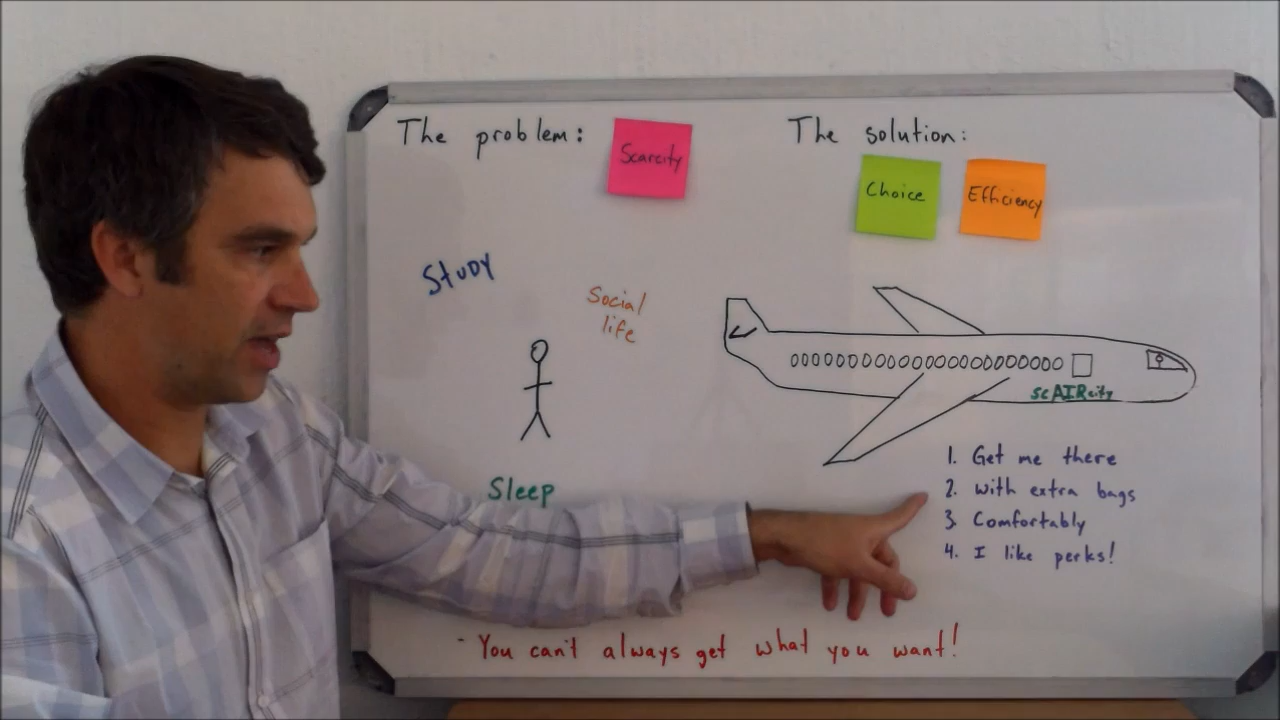 The problem:
Scarcity
The solution:
Choice
Efficiency
Study
Social
life
Sleep
scAIRcity
1. Get me there
2. with extra bags
3. Comfortably
4. I like perks!
- You can't always get what you want!